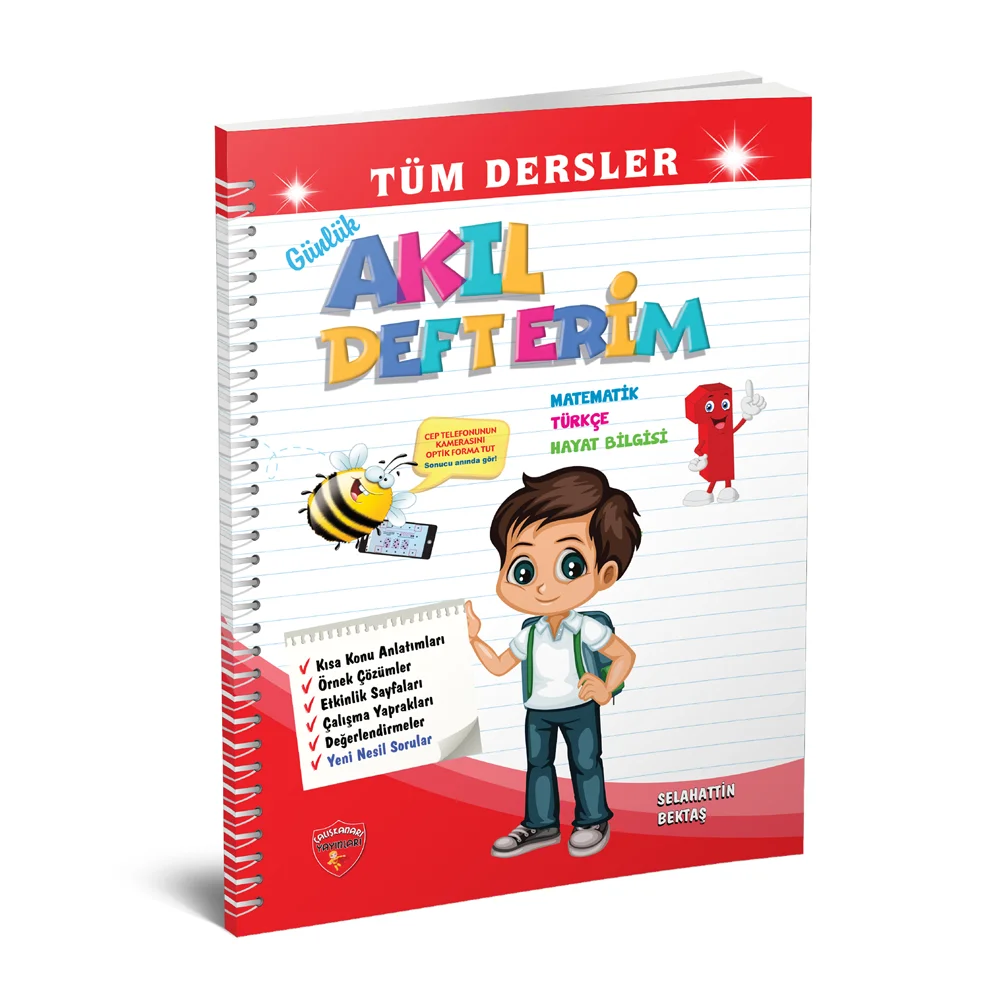 TÜM DERSLER
Günlük
AKIL
DEFTERİM
MATEMATİK
TÜRKÇE
HAYAT BİLGİSİ
CEP TELEFONUNUN
KAMERASINI
OPTİK FORMA TUT
Sonucu anında gör!
Kısa Konu Anlatımları
Örnek Çözümler
Etkinlik Sayfaları
Çalışma Yaprakları
Değerlendirmeler
Yeni Nesil Sorular
SELAHATTİN
BEKTAŞ
ÇALIŞKANARI
YAYINLARI